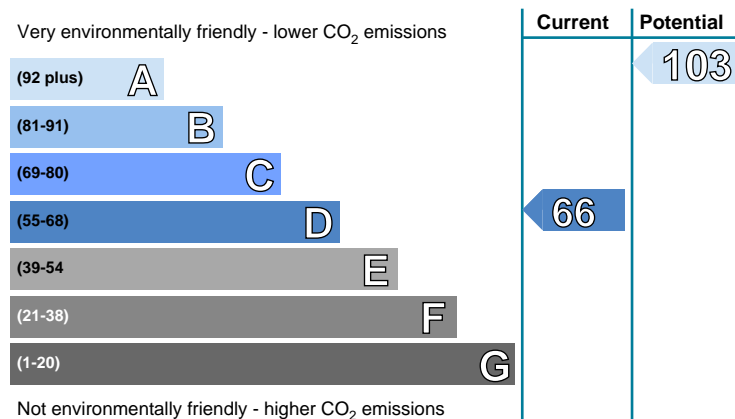 Very environmentally friendly - lower CO₂ emissions
Current
Potential
(92 plus) A
103
(81-91) B
(69-80) C
(55-68) D
66
(39-54 E
(21-38) F
(1-20) G
Not environmentally friendly - higher CO₂ emissions